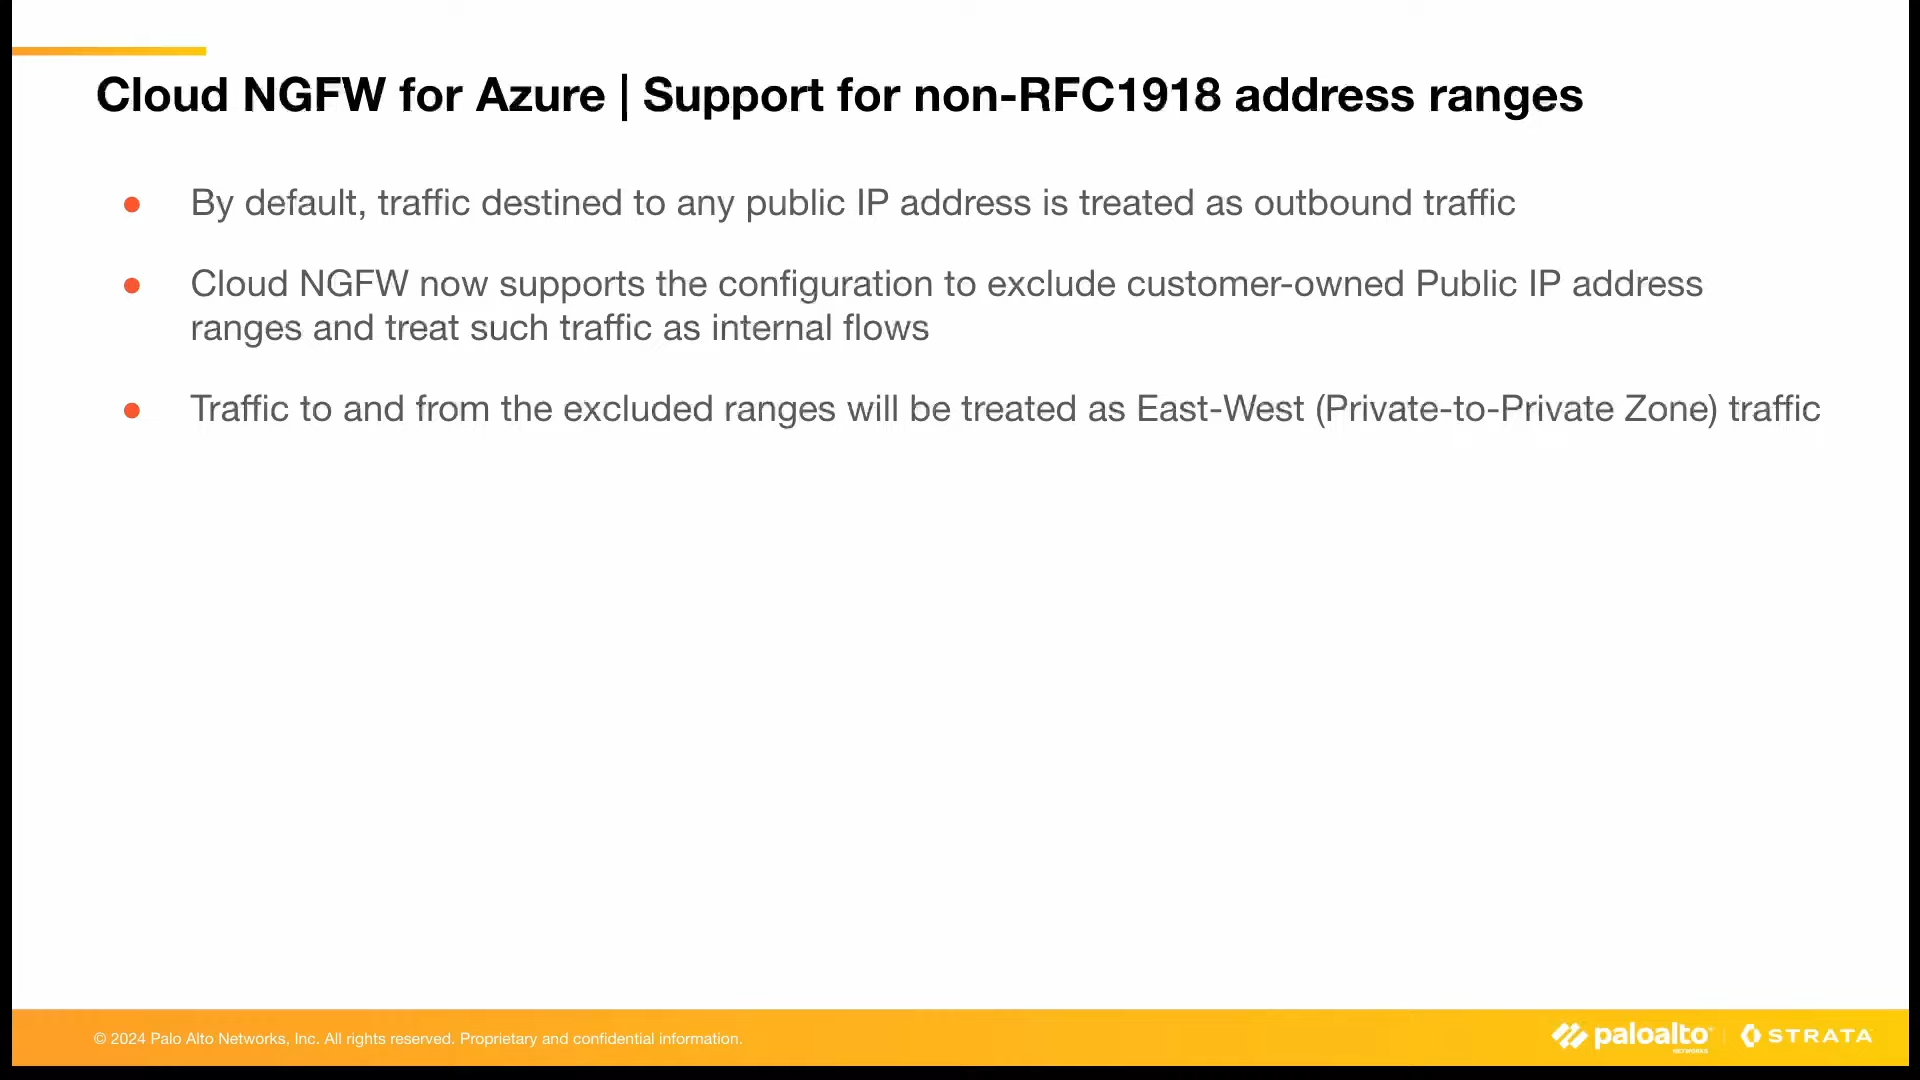 Cloud NGFW for Azure | Support for non-RFC1918 address ranges
● By default, traffic destined to any public IP address is treated as outbound traffic
● Cloud NGFW now supports the configuration to exclude customer-owned Public IP address
ranges and treat such traffic as internal flows
● Traffic to and from the excluded ranges will be treated as East-West (Private-to-Private Zone) traffic
© 2024 Palo Alto Networks, Inc. All rights reserved. Proprietary and confidential information.
paloalto NETWORKS | STRATA